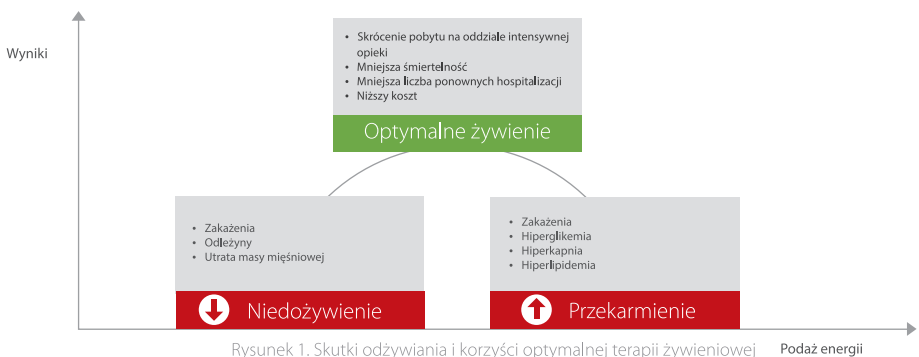 Wyniki
• Skrócenie pobytu na oddziale intensywnej
opieki
• Mniejsza śmiertelność
• Mniejsza liczba ponownych hospitalizacji
• Niższy koszt
Optymalne żywienie
• Zakażenia
• Odleżyny
• Utrata masy mięśniowej
Niedożywienie
• Zakażenia
• Hiperglikemia
• Hiperkapnia
• Hiperlipidemia
Przekarmienie
Rysunek 1. Skutki odżywiania i korzyści optymalnej terapii żywieniowej
Podaż energii